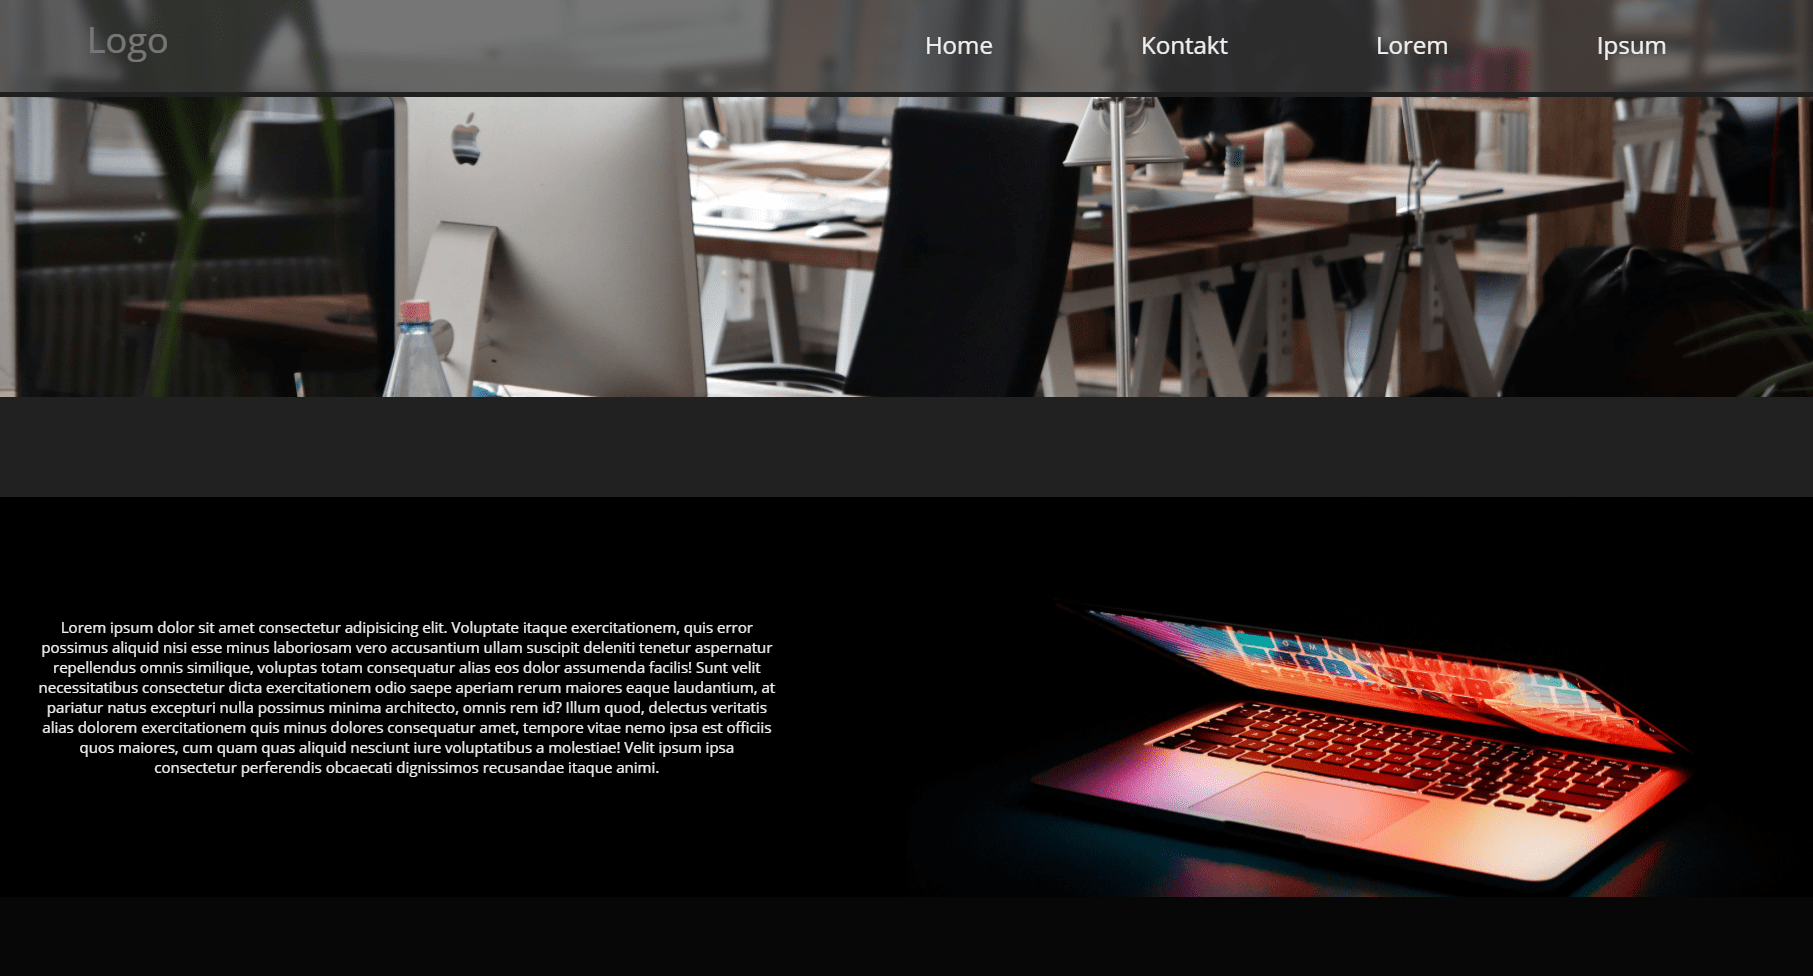 Logo
Home Kontakt Lorem Ipsum
Lorem ipsum dolor sit amet consectetur adipisicing elit. Voluptate itaque exercitationem, quis error
possimus aliquid nisi esse minus laboriosam vero accusantium ullam suscipit deleniti tenetur aspernatur
repellendus omnis similique, voluptas totam consequatur alias eos dolor assumenda facilis! Sunt velit
necessitatibus consectetur dicta exercitationem odio saepe aperiam rerum maiores eaque laudantium, at
pariatur natus excepturi nulla possimus minima architecto, omnis rem id? Illum quod, delectus veritatis
alias dolorem exercitationem quis minus dolores consequatur amet, tempore vitae nemo ipsa est officiis
quos maiores, cum quam quas aliquid nesciunt iure voluptatibus a molestiae! Velit ipsum ipsa
consectetur perferendis obcaecati dignissimos recusandae itaque animi.